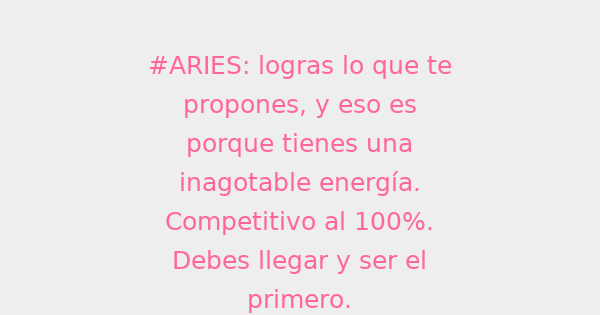 #ARIES: logras lo que te
propones, y eso es
porque tienes una
inagotable energía.
Competitivo al 100%.
Debes llegar y ser el
primero.